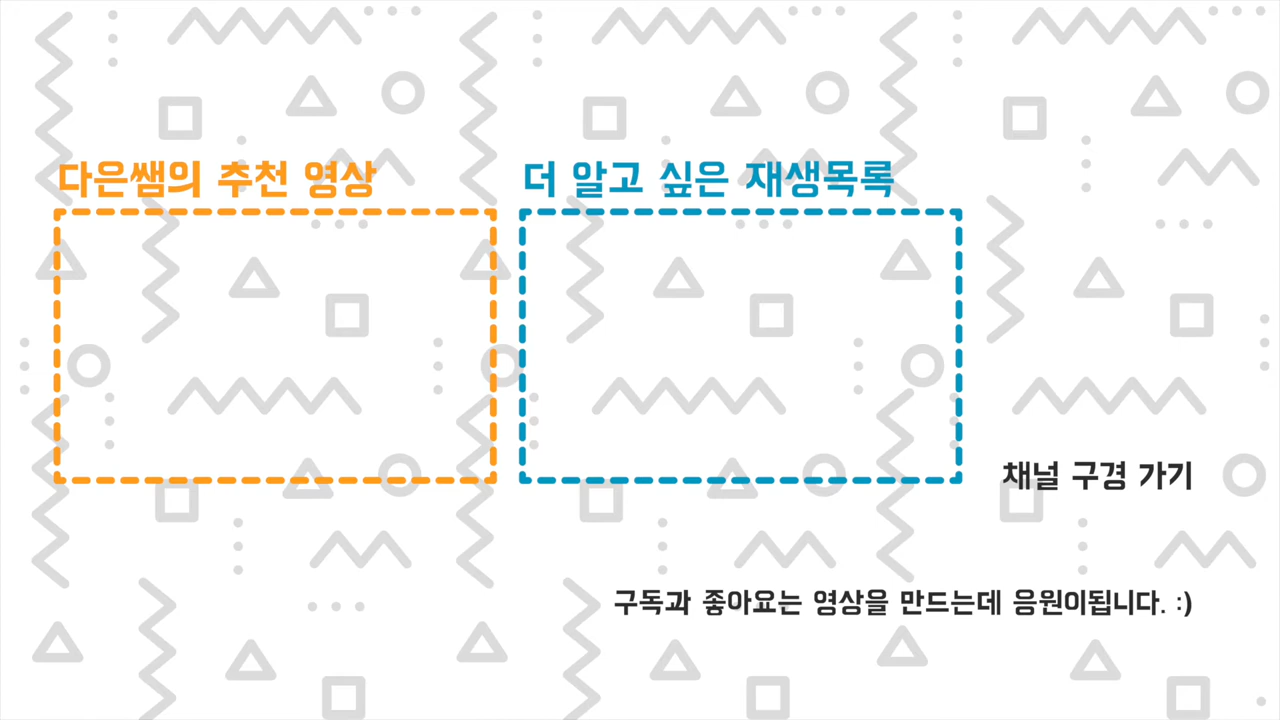 다은쌤의 추천 영상
더 알고 싶은 재생목록
채널 구경 가기
구독과 좋아요는 영상을 만드는데 응원이됩니다. :)